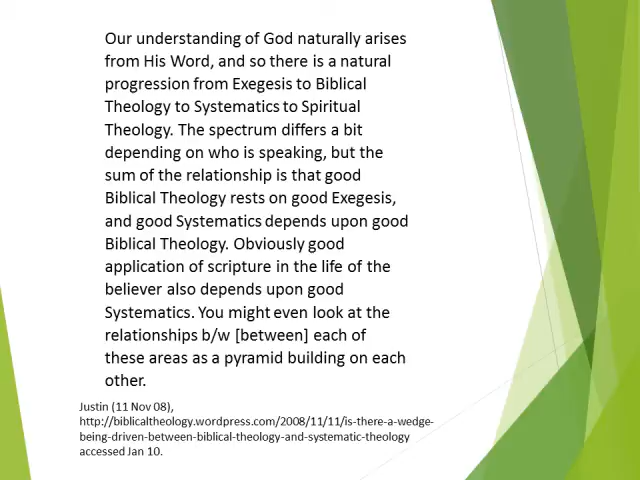 Our understanding of God naturally arises
from His Word, and so there is a natural
progression from Exegesis to Biblical
Theology to Systematics to Spiritual
Theology. The spectrum differs a bit
depending on who is speaking, but the
sum of the relationship is that good
Biblical Theology rests on good Exegesis,
and good Systematics depends upon good
Biblical Theology. Obviously good
application of scripture in the life of the
believer also depends upon good
Systematics. You might even look at the
relationships b/w [between] each of
these areas as a pyramid building on each
other.
Justin (11 Nov 08),
http://biblicaltheology.wordpress.com/2008/11/11/is-there-a-wedge-
being-driven-between-biblical-theology-and-systematic-theology
accessed Jan 10.